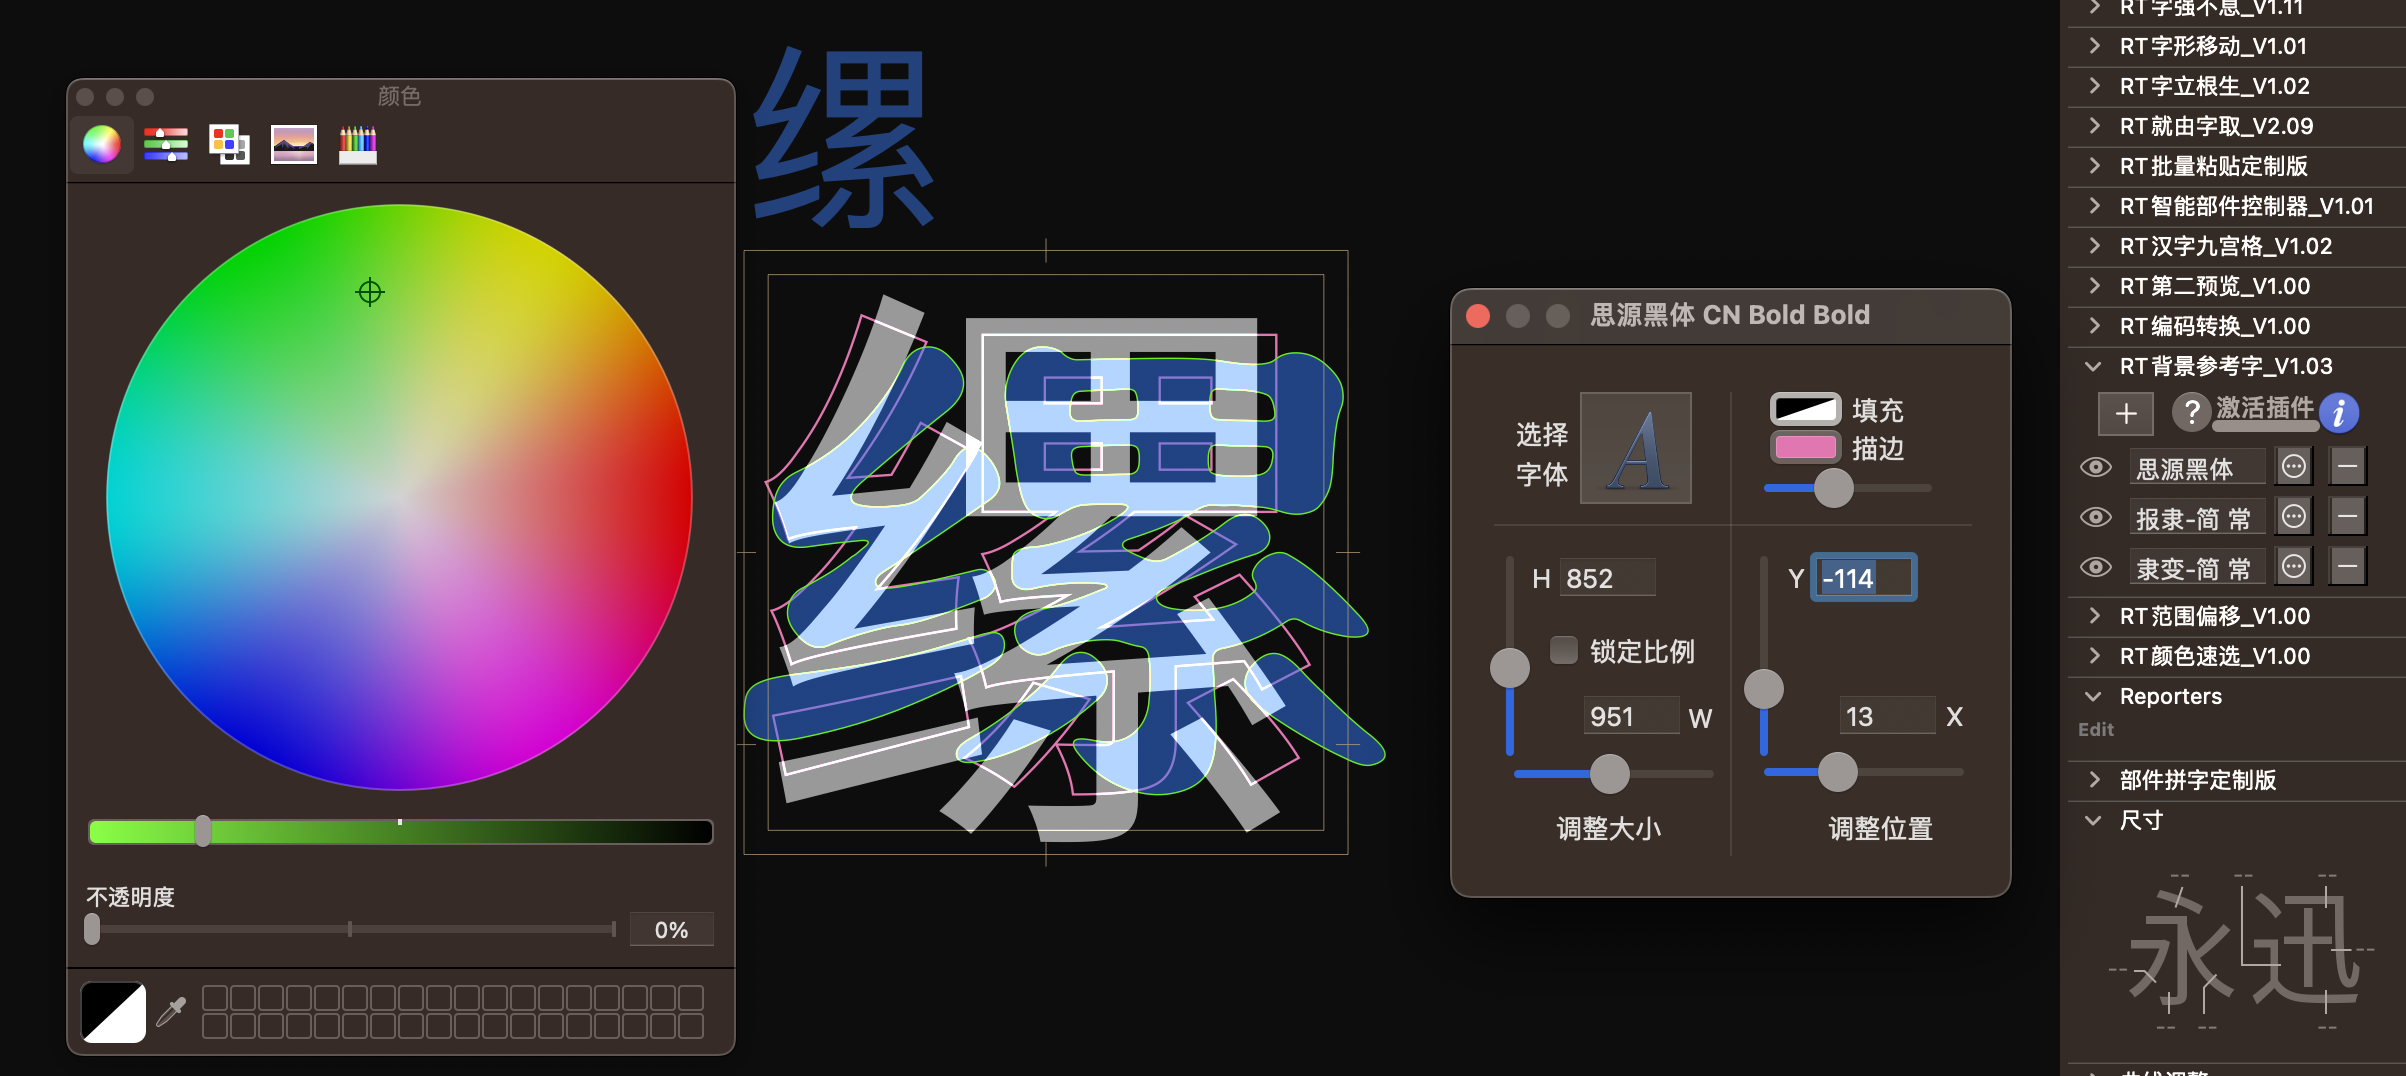 颜色
不透明度
0%
缧
缧
思源黑体 CN Bold Bold
选择
字体
A
填充
描边
H 852
锁定比例
951 W
调整大小
Y -114
13 X
调整位置
RT字强不息_V1.11
RT字形移动_V1.01
RT字立根生_V1.02
RT就由字取_V2.09
RT批量粘贴定制版
RT智能部件控制器_V1.01
RT汉字九宫格_V1.02
RT第二预览_V1.00
RT编码转换_V1.00
RT背景参考字_V1.03
+ ? 激活插件 i
思源黑体
报隶-简 常
隶变-简 常
RT范围偏移_V1.00
RT颜色速选_V1.00
Reporters
Edit
部件拼字定制版
尺寸
永迅